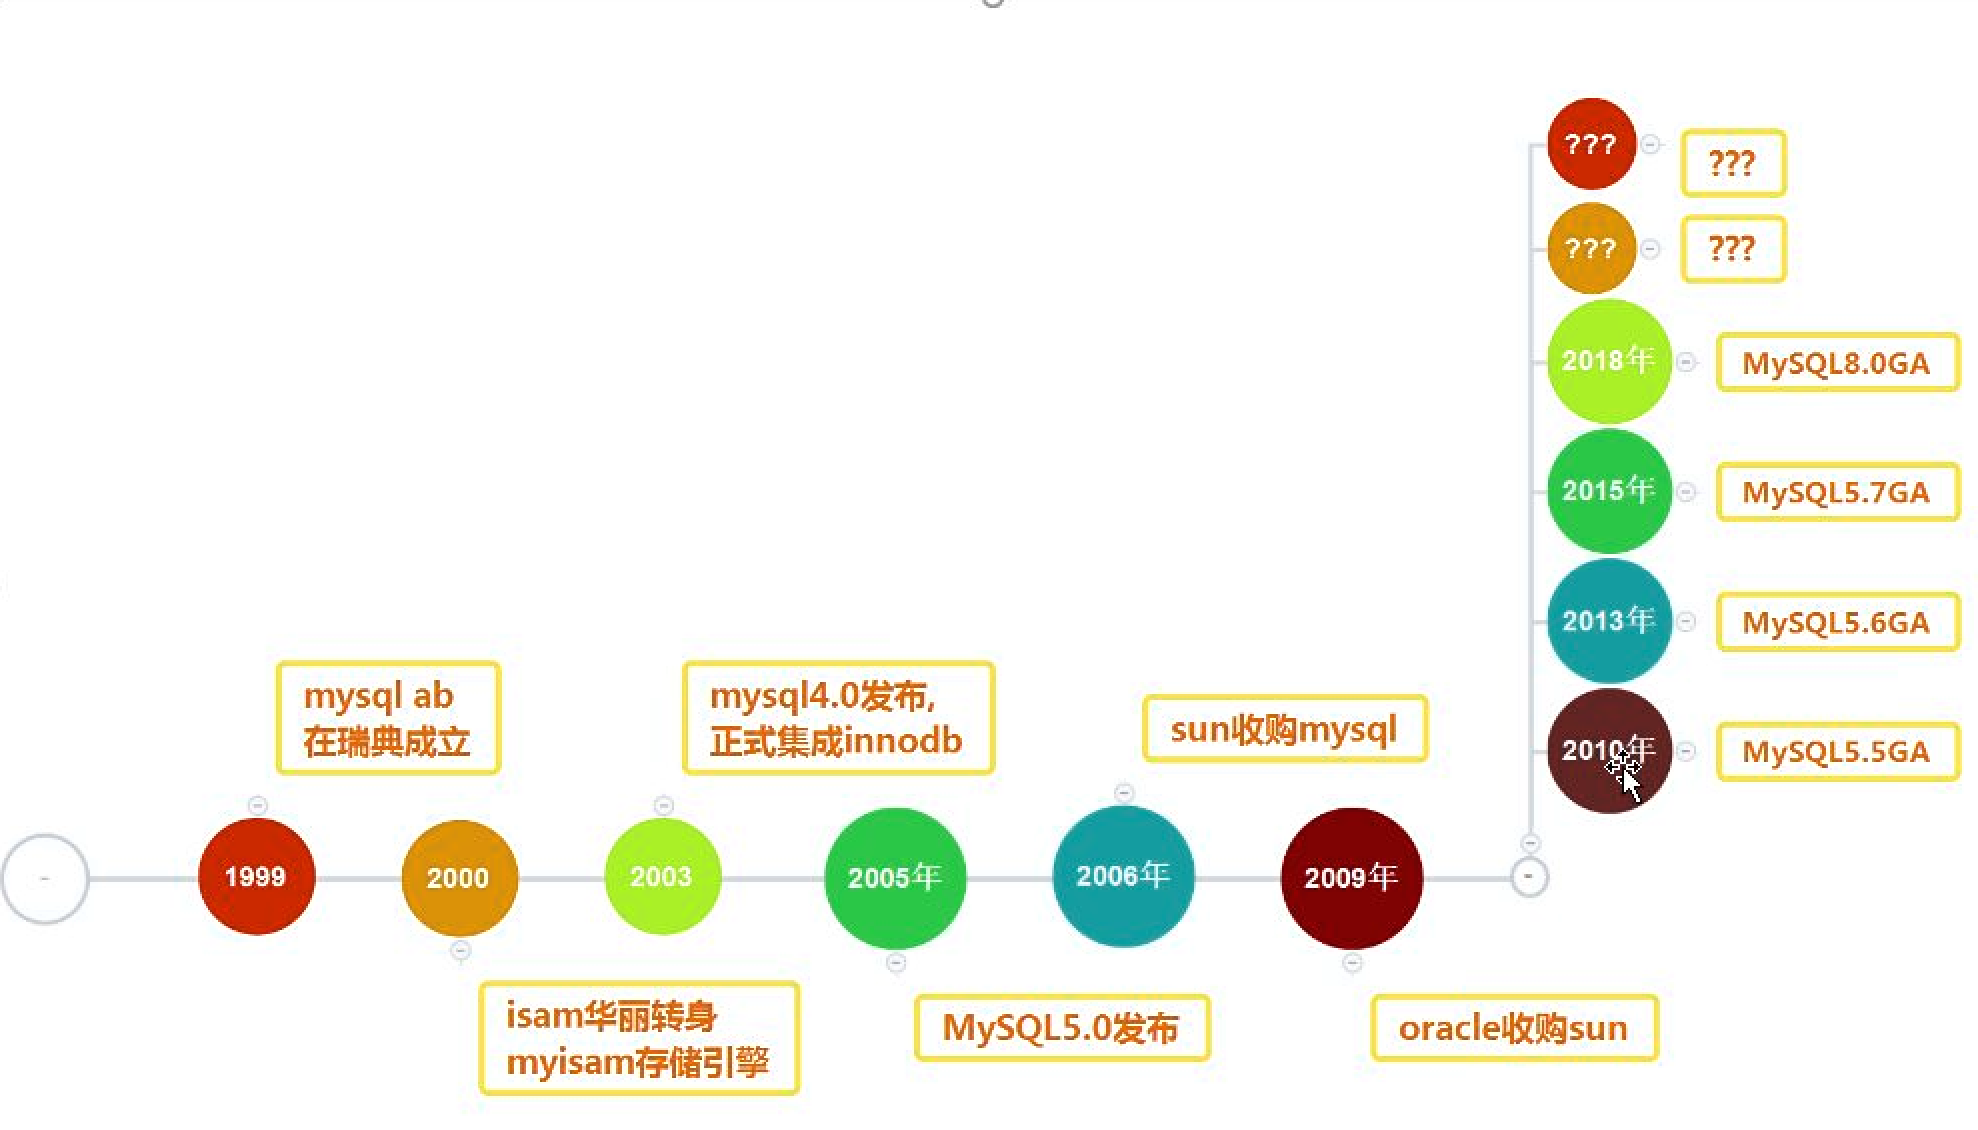 ???
???
???
???
2018年
MySQL8.0GA
2015年
MySQL5.7GA
2013年
MySQL5.6GA
2010年
MySQL5.5GA
mysql ab
在瑞典成立
mysql4.0发布,
正式集成innodb
sun收购mysql
1999
2000
2003
2005年
2006年
2009年
isam华丽转身
myisam存储引擎
MySQL5.0发布
oracle收购sun